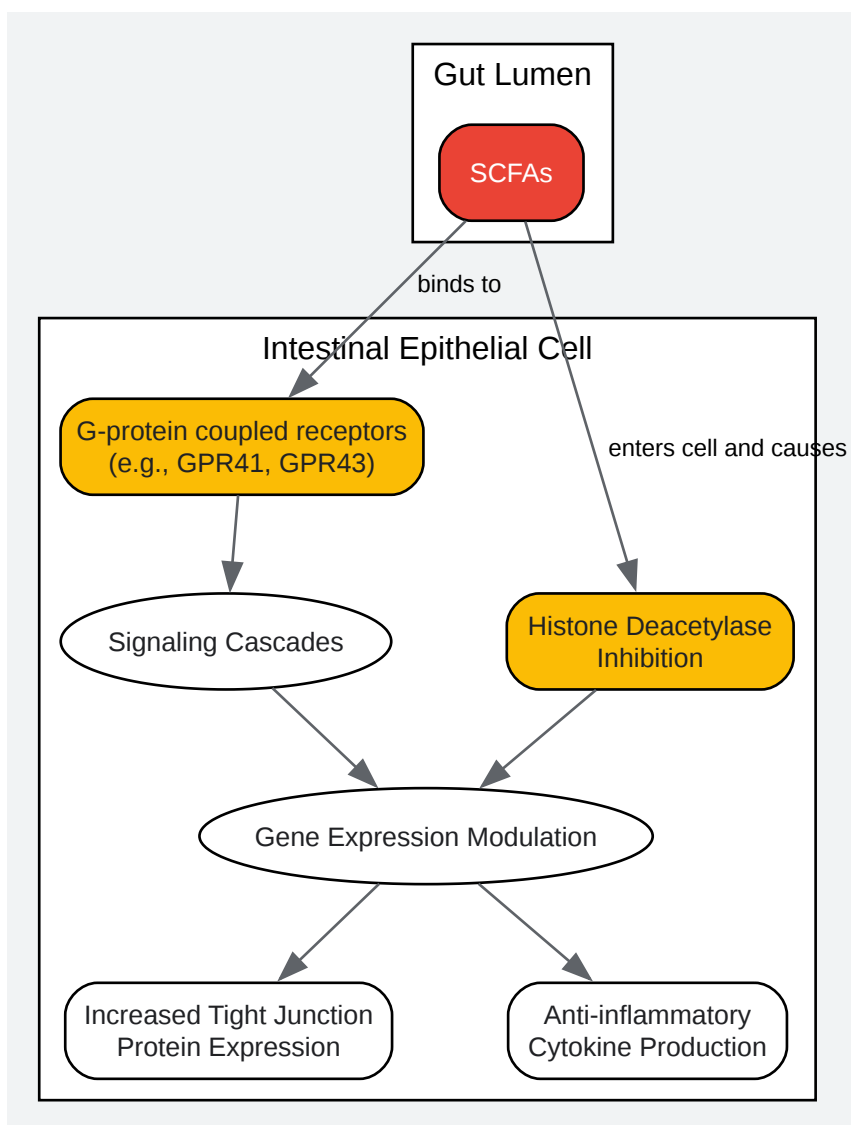 Gut Lumen
SCFAs
binds to
Intestinal Epithelial Cell
G-protein coupled receptors
(e.g., GPR41, GPR43)
enters cell and causes
Signaling Cascades
Histone Deacetylase
Inhibition
Gene Expression Modulation
Increased Tight Junction
Protein Expression
Anti-inflammatory
Cytokine Production